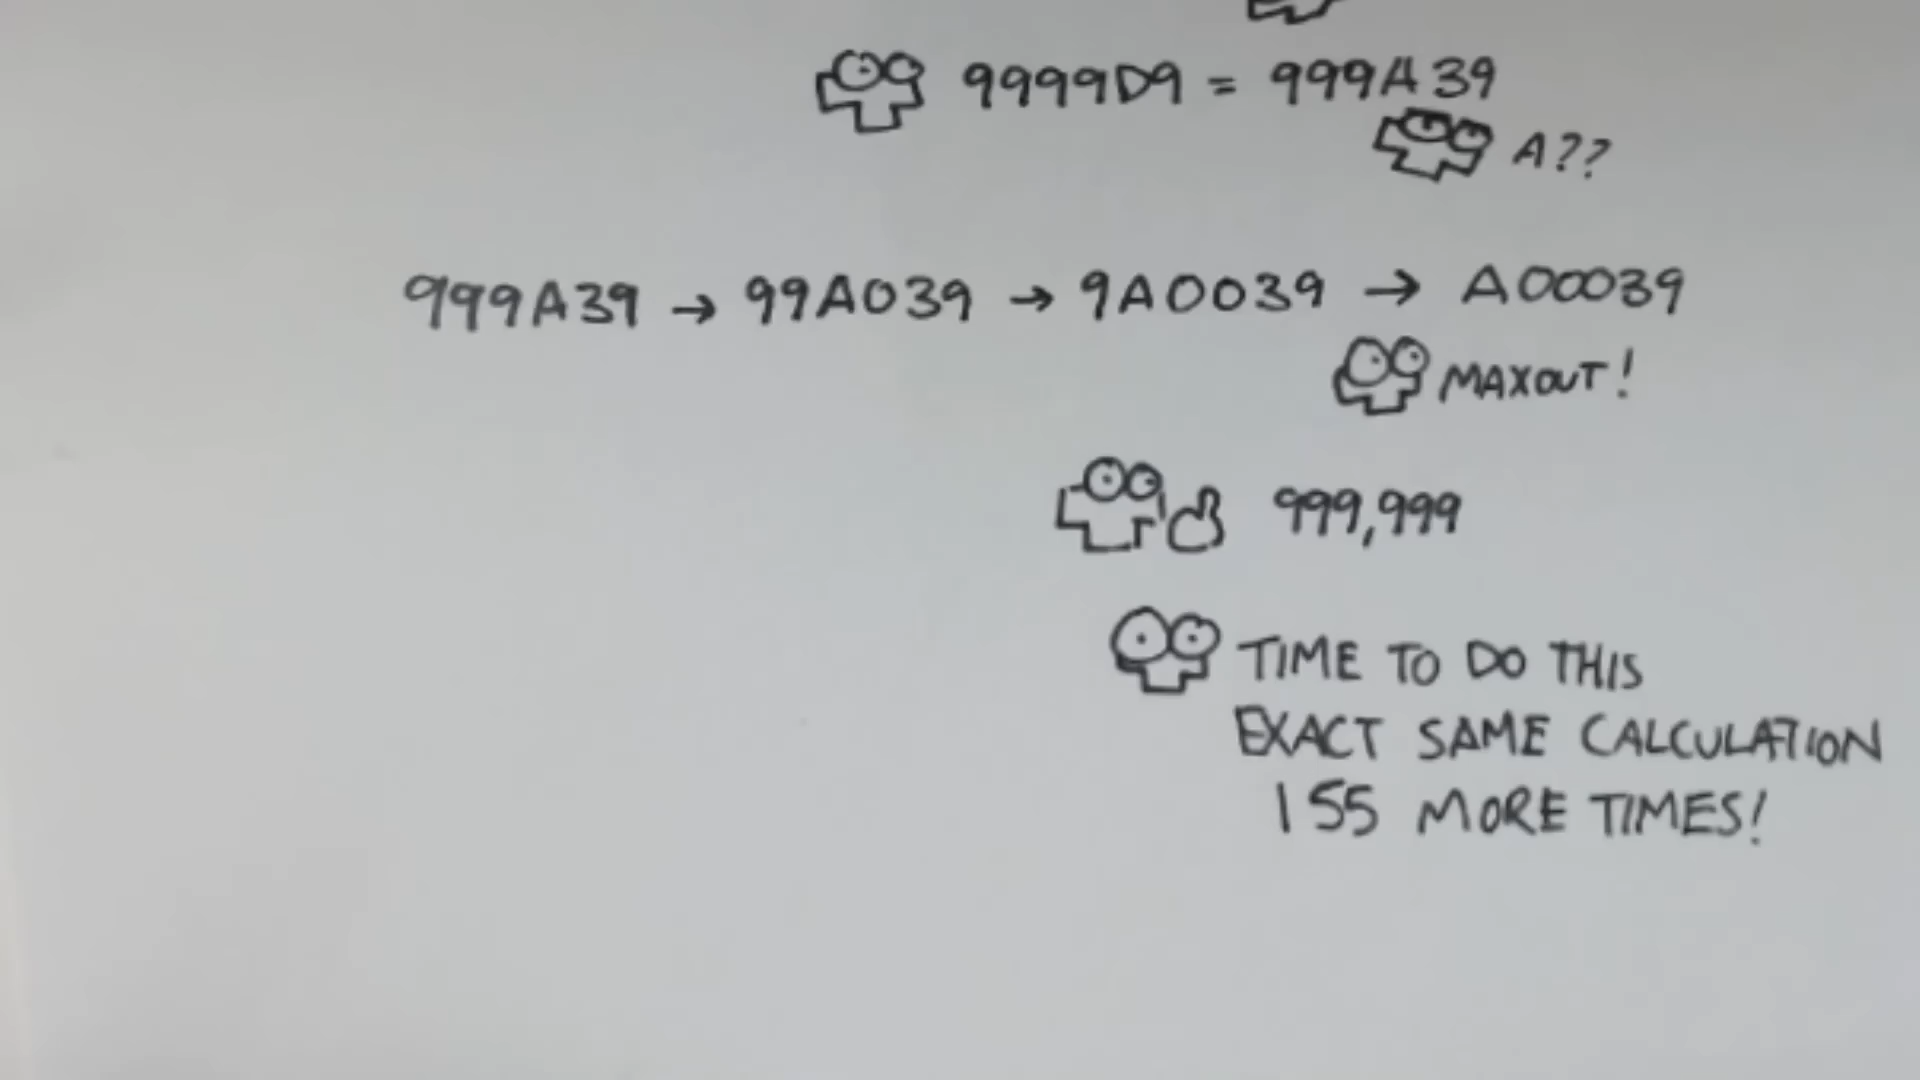 9999D9 = 999A39
A??
999A39 → 99A039 → 9A0039 → A00039
MAXOUT!
999,999
TIME TO DO THIS
EXACT SAME CALCULATION
155 MORE TIMES!